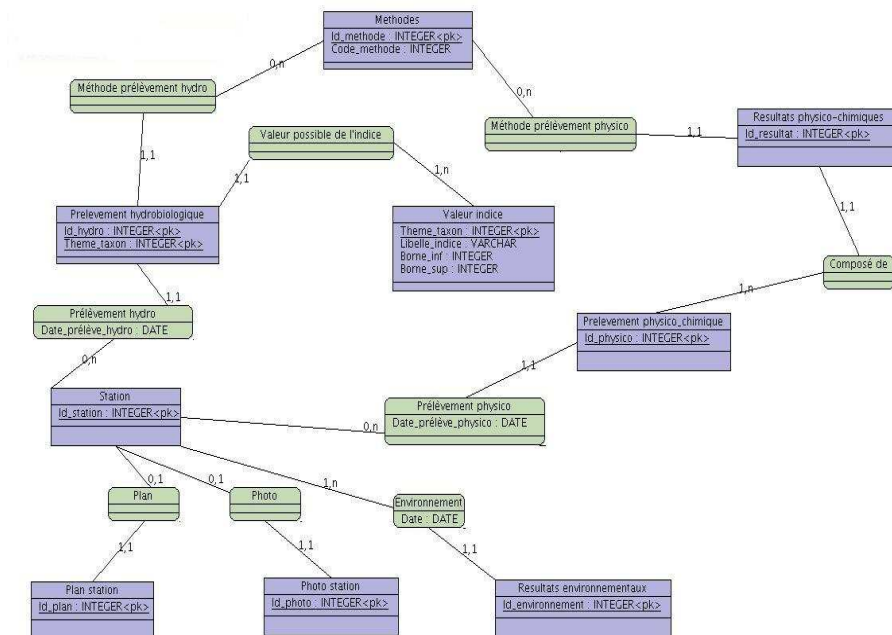 Methodes
Id_methode : INTEGER<pk>
Code_methode : INTEGER
0,n
0,n
Méthode prélèvement hydro
Valeur possible de l'indice
Méthode prélèvement physico
Resultats physico-chimiques
Id_resultat : INTEGER<pk>
1,1
1,1
1,1
1,n
1,1
Prelevement hydrobiologique
Id_hydro : INTEGER<pk>
Theme_taxon : INTEGER<pk>
Valeur indice
Theme_taxon : INTEGER<pk>
Libelle_indice : VARCHAR
Borne_inf : INTEGER
Borne_sup : INTEGER
Composé de
1,1
1,n
Prélèvement hydro
Date_prélève_hydro : DATE
Prelevement physico_chimique
Id_physico : INTEGER<pk>
0,n
1,1
Station
Id_station : INTEGER<pk>
Prélèvement physico
Date_prélève_physico : DATE
0,n
0,1
0,1
1,n
Plan
Photo
Environnement
Date : DATE
1,1
1,1
1,1
Plan station
Id_plan : INTEGER<pk>
Photo station
Id_photo : INTEGER<pk>
Resultats environnementaux
Id_environnement : INTEGER<pk>